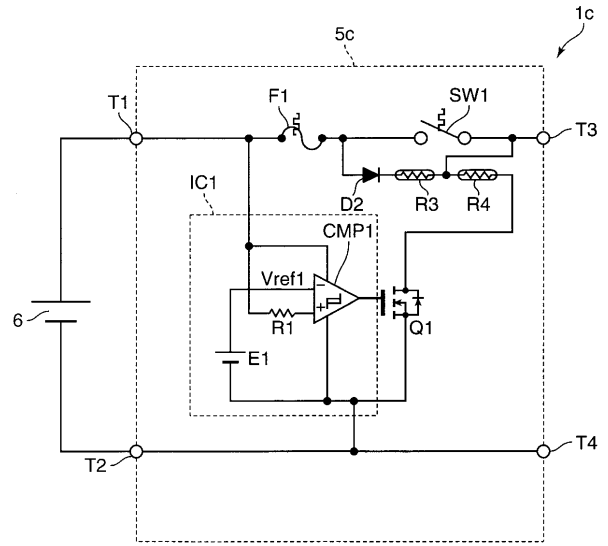 1c
5c
T1
F1
SW1
T3
D2
R3
R4
IC1
CMP1
Vref1
−
+
R1
Q1
6
E1
T2
T4